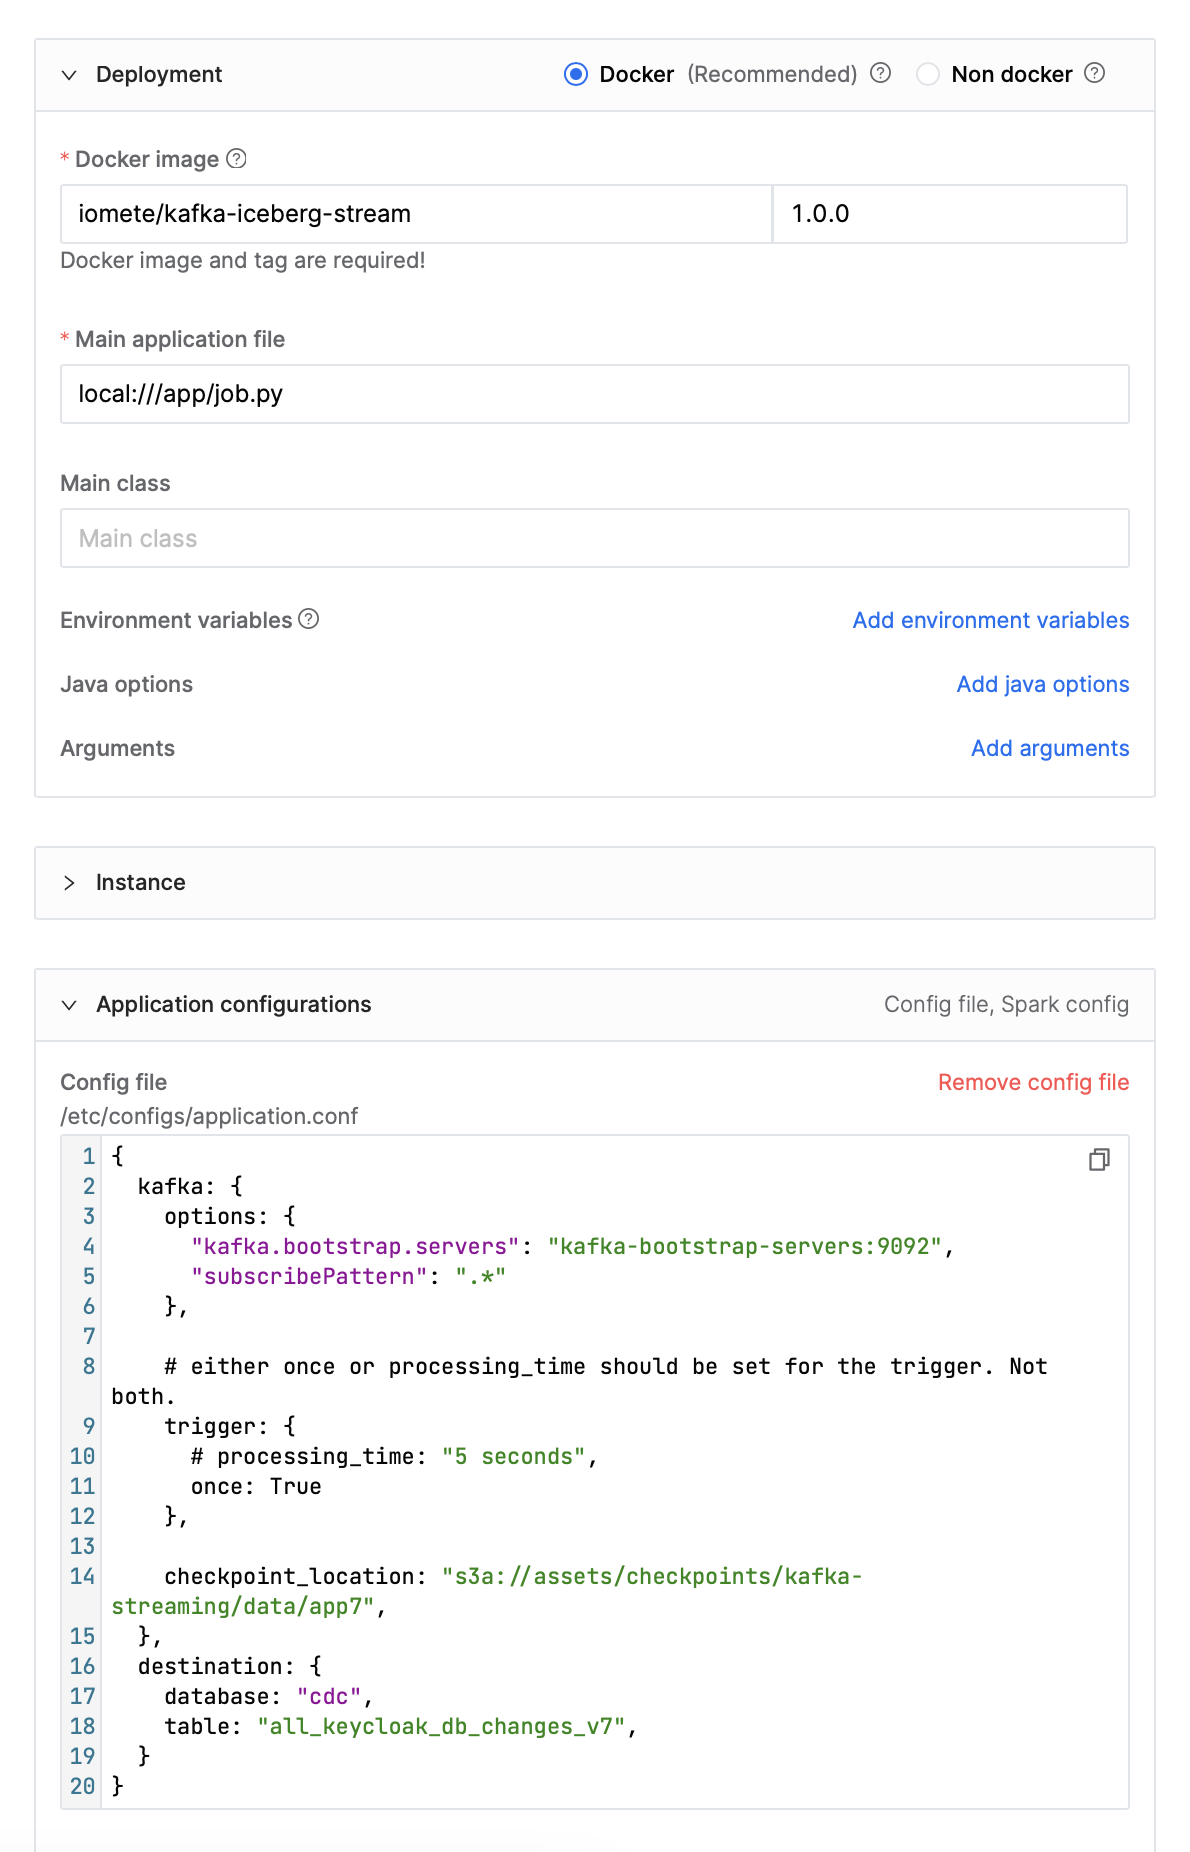 Deployment Docker (Recommended) Non docker
* Docker image
iomete/kafka-iceberg-stream 1.0.0
Docker image and tag are required!
* Main application file
local:///app/job.py
Main class
Main class
Environment variables Add environment variables
Java options Add java options
Arguments Add arguments
Instance
Application configurations Config file, Spark config
Config file Remove config file
/etc/configs/application.conf
1 {
2   kafka: {
3     options: {
4       "kafka.bootstrap.servers": "kafka-bootstrap-servers:9092",
5       "subscribePattern": ".*"
6     },
7
8     # either once or processing_time should be set for the trigger. Not
both.
9     trigger: {
10       # processing_time: "5 seconds",
11       once: True
12     },
13
14     checkpoint_location: "s3a://assets/checkpoints/kafka-
streaming/data/app7",
15   },
16   destination: {
17     database: "cdc",
18     table: "all_keycloak_db_changes_v7",
19   }
20 }